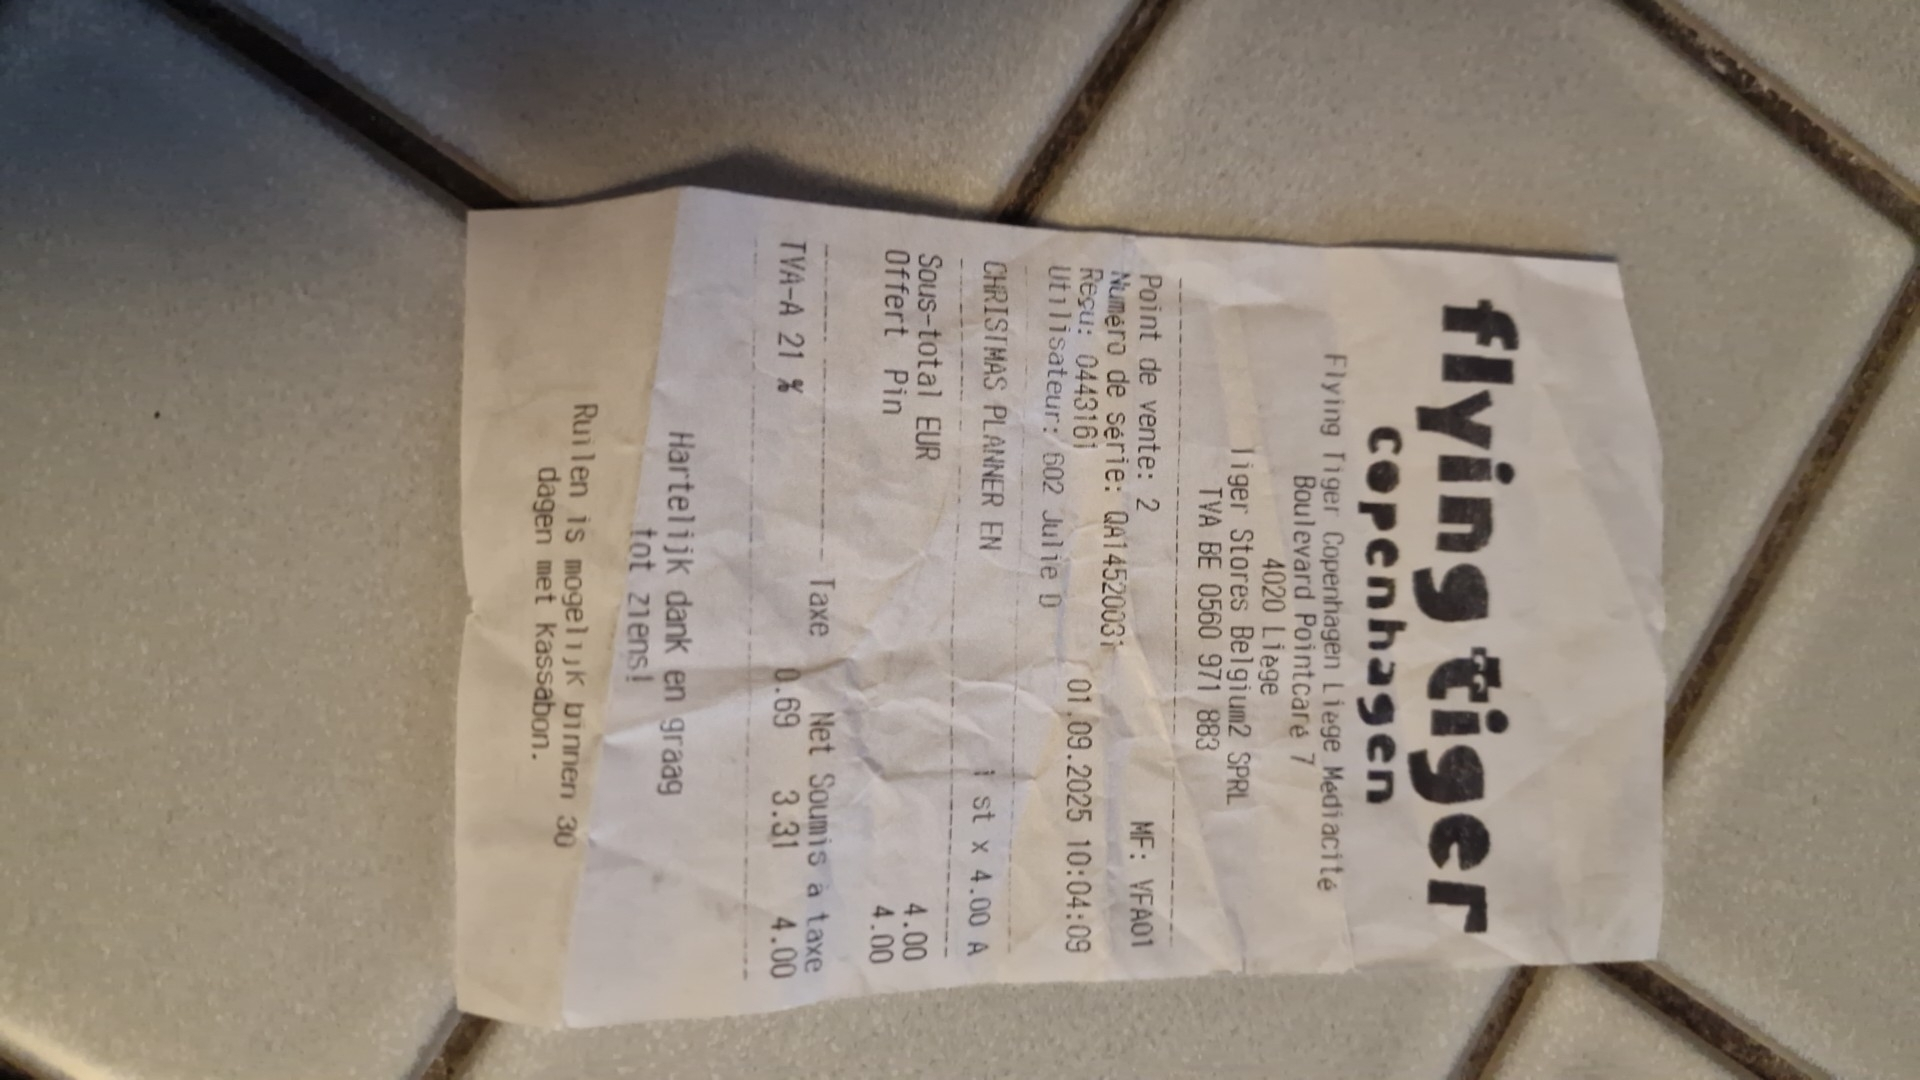 flying tiger
copenhagen
Flying Tiger Copenhagen Liège Médiacité
Boulevard Pointcaré 7
4020 Liège
Tiger Stores Belgium2 SPRL
TVA BE 0560 971 883
Point de vente: 2 MF: VFA01
Numéro de série: QA14520031
Reçu: 0443161 01.09.2025 10:04:09
Utilisateur: 602 Julie D
CHRISTMAS PLANNER EN 1 st x 4.00 A
Sous-total EUR 4.00
Offert Pin 4.00
Taxe Net Soumis à taxe
TVA-A 21 % 0.69 3.31 4.00
Hartelijk dank en graag
tot ziens!
Ruilen is mogelijk binnen 30
dagen met kassabon.